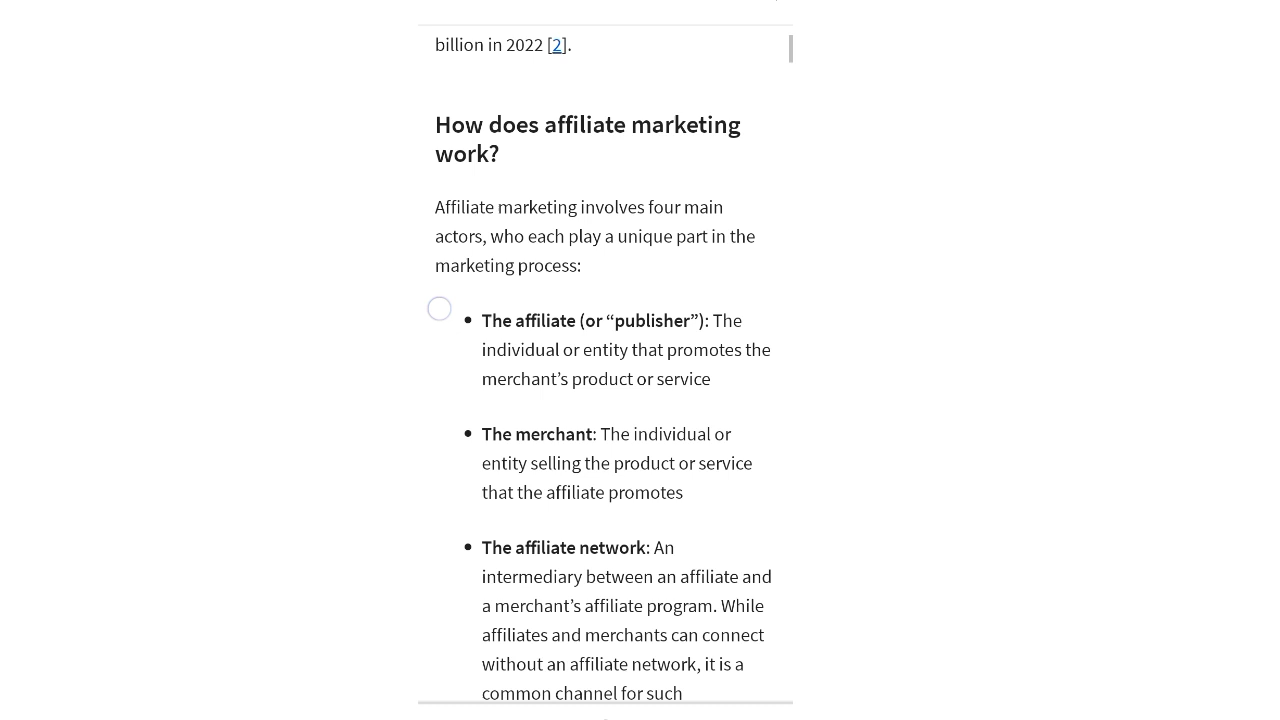 billion in 2022 [2].
How does affiliate marketing
work?
Affiliate marketing involves four main
actors, who each play a unique part in the
marketing process:
• The affiliate (or “publisher”): The
individual or entity that promotes the
merchant’s product or service
• The merchant: The individual or
entity selling the product or service
that the affiliate promotes
• The affiliate network: An
intermediary between an affiliate and
a merchant’s affiliate program. While
affiliates and merchants can connect
without an affiliate network, it is a
common channel for such